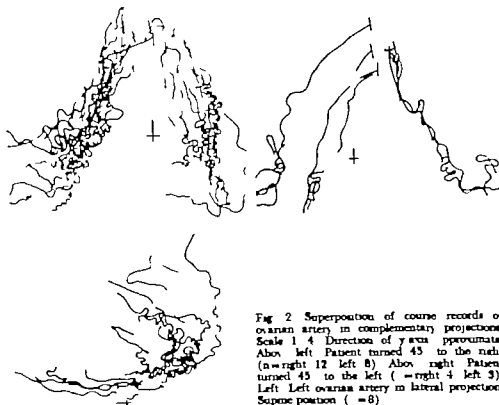 Fig 2 Superposition of course records o
ovarian artery in complementary projections
Scale 1 4 Direction of y axis pproximate
Above left Patient turned 45 to the right
(n=right 12 left 8) Above right Patient
turned 45 to the left ( =right 4 left 3)
Left Left ovarian artery in lateral projection
Supine position ( =8)